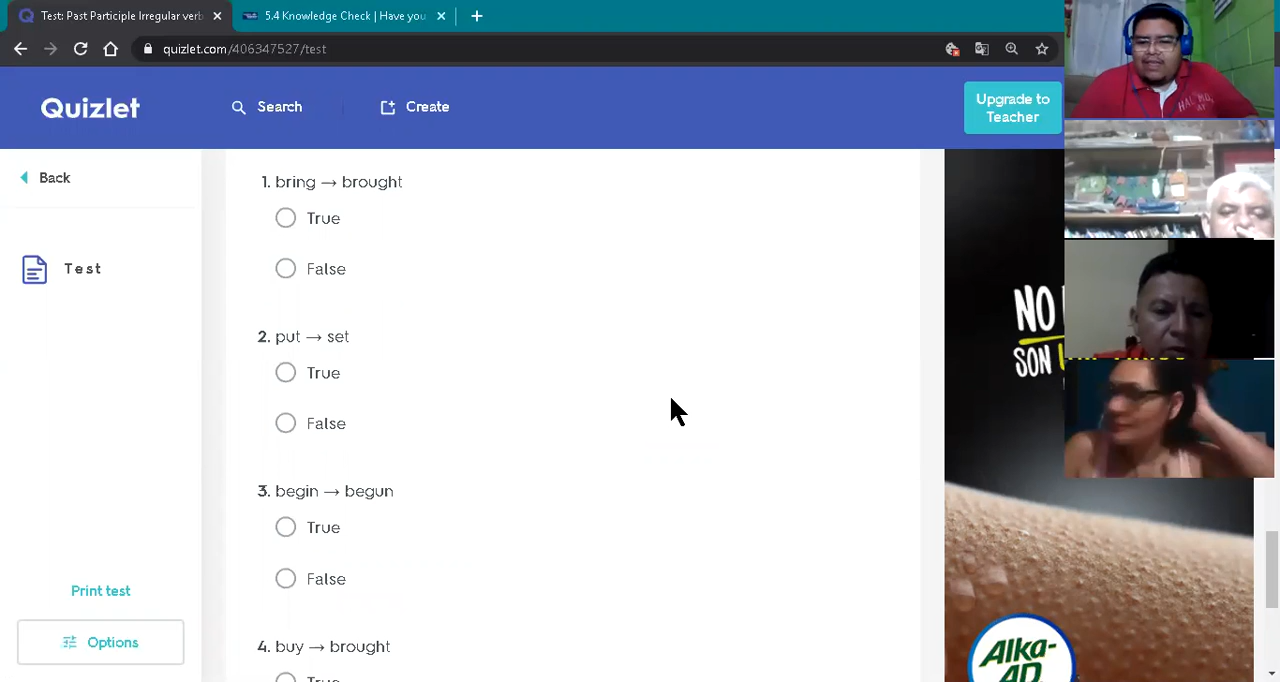 Test: Past Participle Irregular verb
5.4 Knowledge Check | Have you
quizlet.com/406347527/test
Quizlet
Search
Create
Upgrade to
Teacher
Back
Test
Print test
Options
1. bring → brought
True
False
2. put → set
True
False
3. begin → begun
True
False
4. buy → brought
True
NO
SON
Alka-
AD